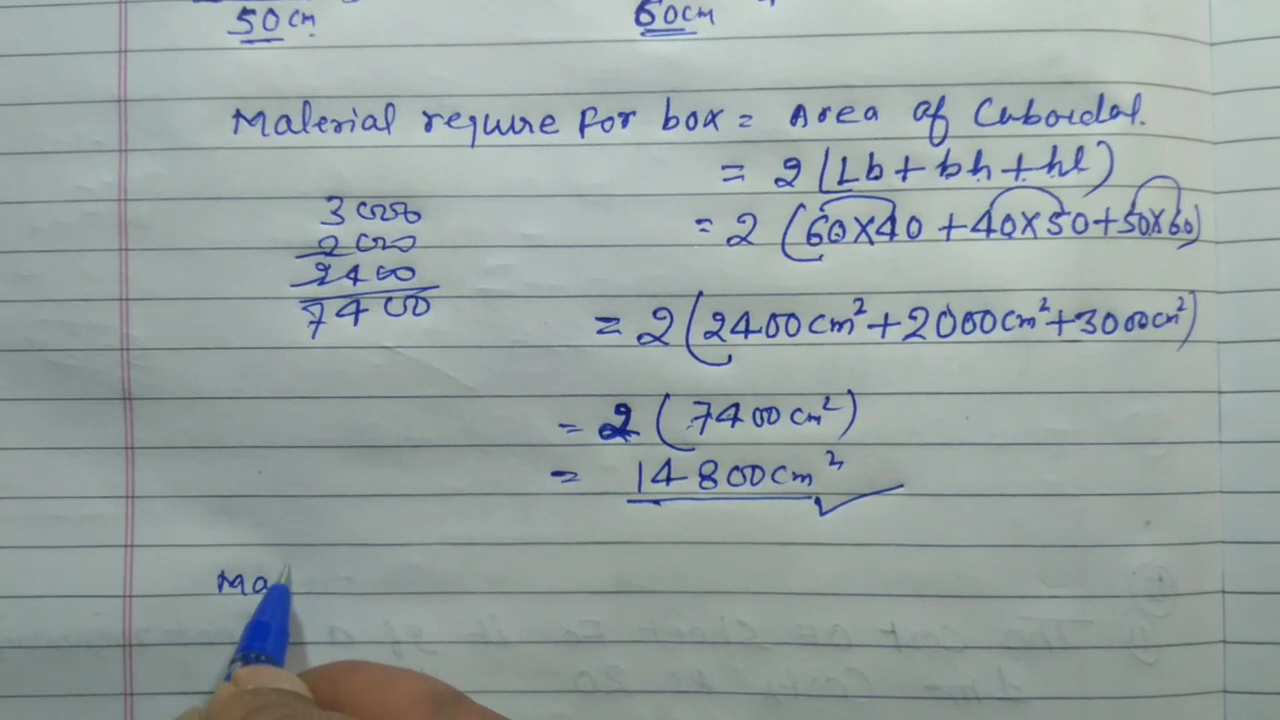 50cm 60cm
Material requre for box = Area of Cuboidal.
= 2 (Lb + bh + hl)
3000
= 2 (60×40 + 40×50 + 50×60)
2000
2400
7400
= 2 (2400cm² + 2000cm² + 3000cm²)
= 2 (7400cm²)
= 14800cm²
Ma